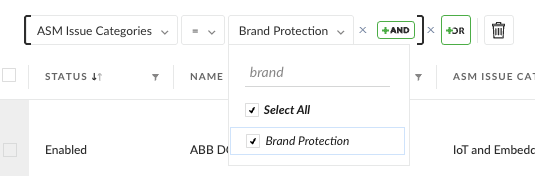 ASM Issue Categories = Brand Protection × +AND × +OR
brand
STATUS NAME ASM ISSUE CAT
Select All
Brand Protection
Enabled ABB IoT and Embedd